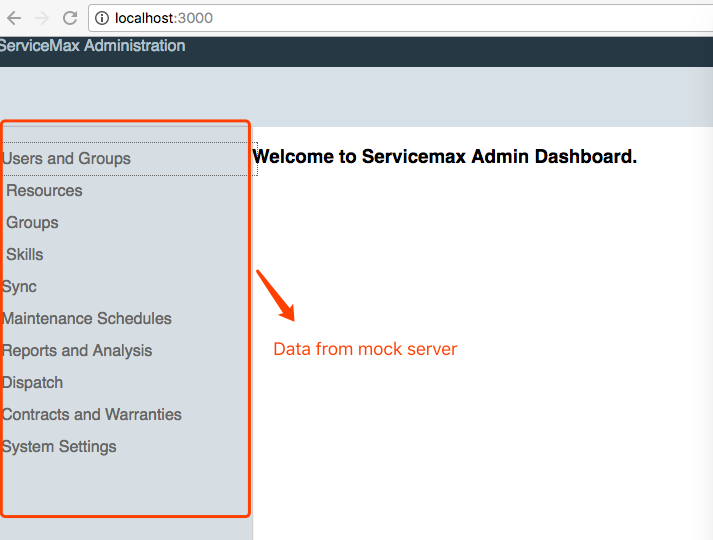 localhost:3000
ServiceMax Administration
Users and Groups
Welcome to Servicemax Admin Dashboard.
Resources
Groups
Skills
Sync
Maintenance Schedules
Reports and Analysis
Data from mock server
Dispatch
Contracts and Warranties
System Settings